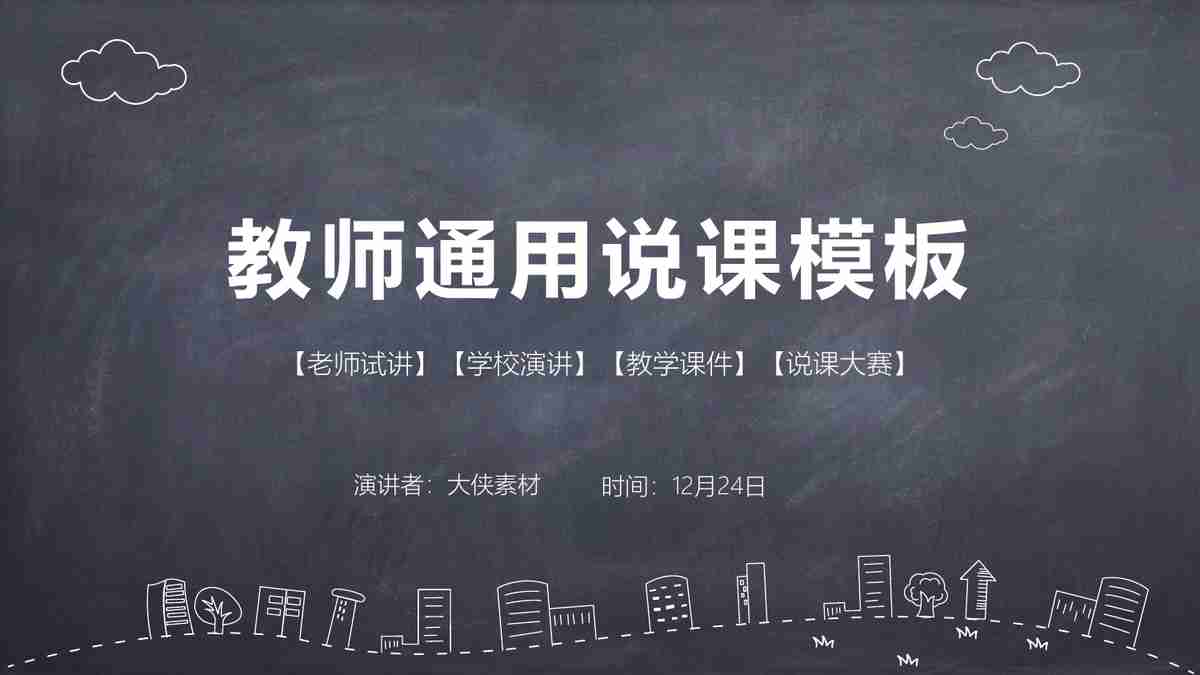 教师通用说课模板
【老师试讲】【学校演讲】【教学课件】【说课大赛】
演讲者：大侠素材 时间：12月24日